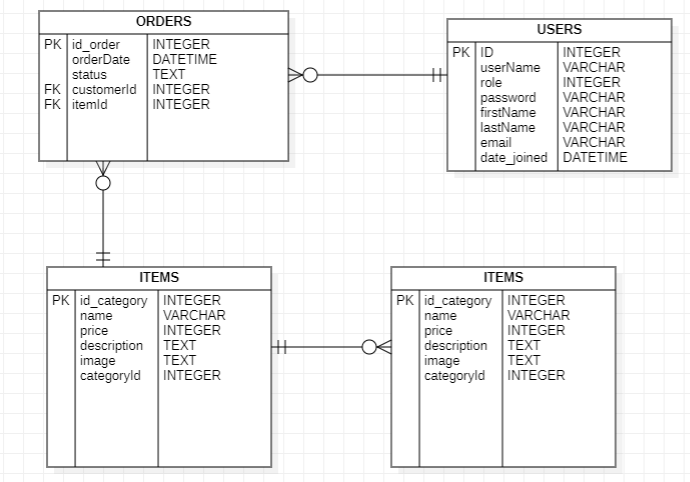 ORDERS
PK id_order INTEGER
orderDate DATETIME
status TEXT
FK customerId INTEGER
FK itemId INTEGER
USERS
PK ID INTEGER
userName VARCHAR
role INTEGER
password VARCHAR
firstName VARCHAR
lastName VARCHAR
email VARCHAR
date_joined DATETIME
ITEMS
PK id_category INTEGER
name VARCHAR
price INTEGER
description TEXT
image TEXT
categoryId INTEGER
ITEMS
PK id_category INTEGER
name VARCHAR
price INTEGER
description TEXT
image TEXT
categoryId INTEGER